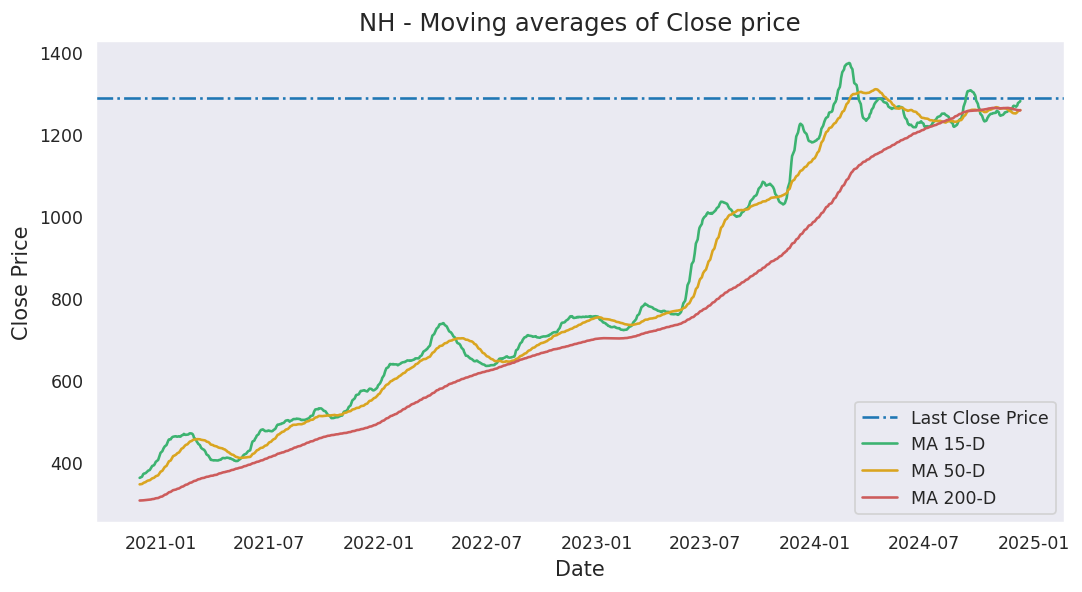 NH - Moving averages of Close price
1400
1200
1000
800
600
400
Close Price
Last Close Price
MA 15-D
MA 50-D
MA 200-D
2021-01 2021-07 2022-01 2022-07 2023-01 2023-07 2024-01 2024-07 2025-01
Date